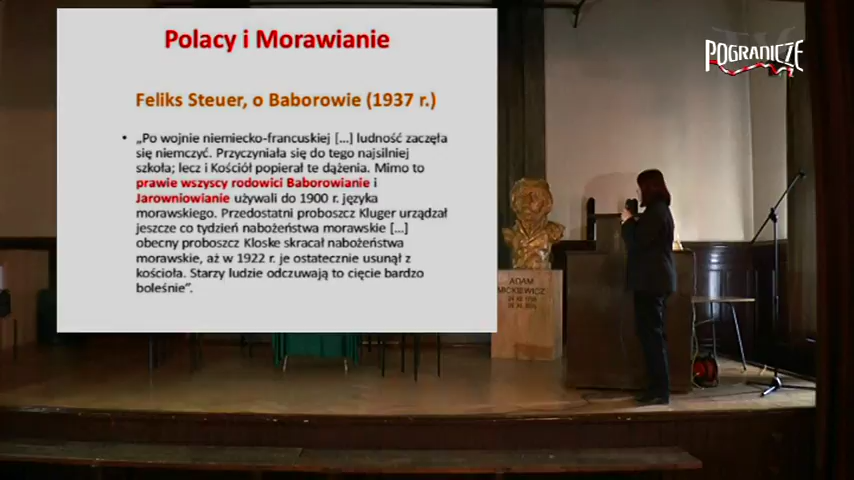 Polacy i Morawianie
POGRANICZE
Feliks Steuer, o Baborowie (1937 r.)
• „Po wojnie niemiecko-francuskiej [...] ludność zaczęła
się niemczyć. Przyczyniała się do tego najsilniej
szkoła; lecz i Kościół popierał te dążenia. Mimo to
prawie wszyscy rodowici Baborowianie i
Jarowniowianie używali do 1900 r. języka
morawskiego. Przedostatni proboszcz Kluger urządzał
jeszcze co tydzień nabożeństwa morawskie [...]
obecny proboszcz Kloske skracał nabożeństwa
morawskie, aż w 1922 r. je ostatecznie usunął z
kościoła. Starzy ludzie odczuwają to cięcie bardzo
boleśnie”.
ADAM
MICKIEWICZ